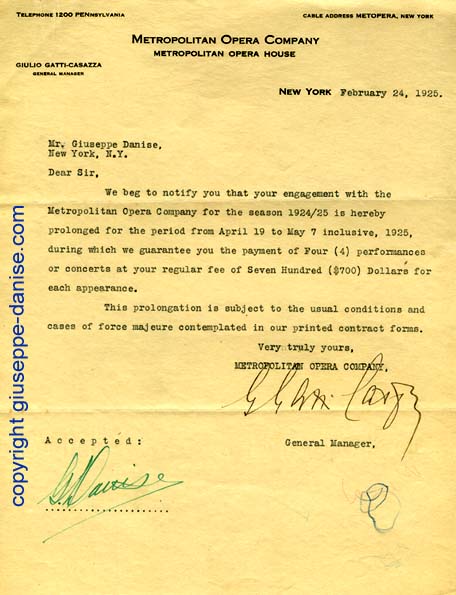 TELEPHONE 1200 PENNSYLVANIA
CABLE ADDRESS METOPERA, NEW YORK
METROPOLITAN OPERA COMPANY
METROPOLITAN OPERA HOUSE
GIULIO GATTI-CASAZZA
GENERAL MANAGER
NEW YORK February 24, 1925.
Mr. Giuseppe Danise,
New York, N.Y.
Dear Sir,
We beg to notify you that your engagement with the
Metropolitan Opera Company for the season 1924/25 is hereby
prolonged for the period from April 19 to May 7 inclusive, 1925,
during which we guarantee you the payment of Four (4) performances
or concerts at your regular fee of Seven Hundred ($700) Dollars for
each appearance.
This prolongation is subject to the usual conditions and
cases of force majeure contemplated in our printed contract forms.
Very truly yours,
METROPOLITAN OPERA COMPANY,
G Gatti-Casazza
General Manager,
Accepted:
G. Danise
copyright giuseppe-danise.com